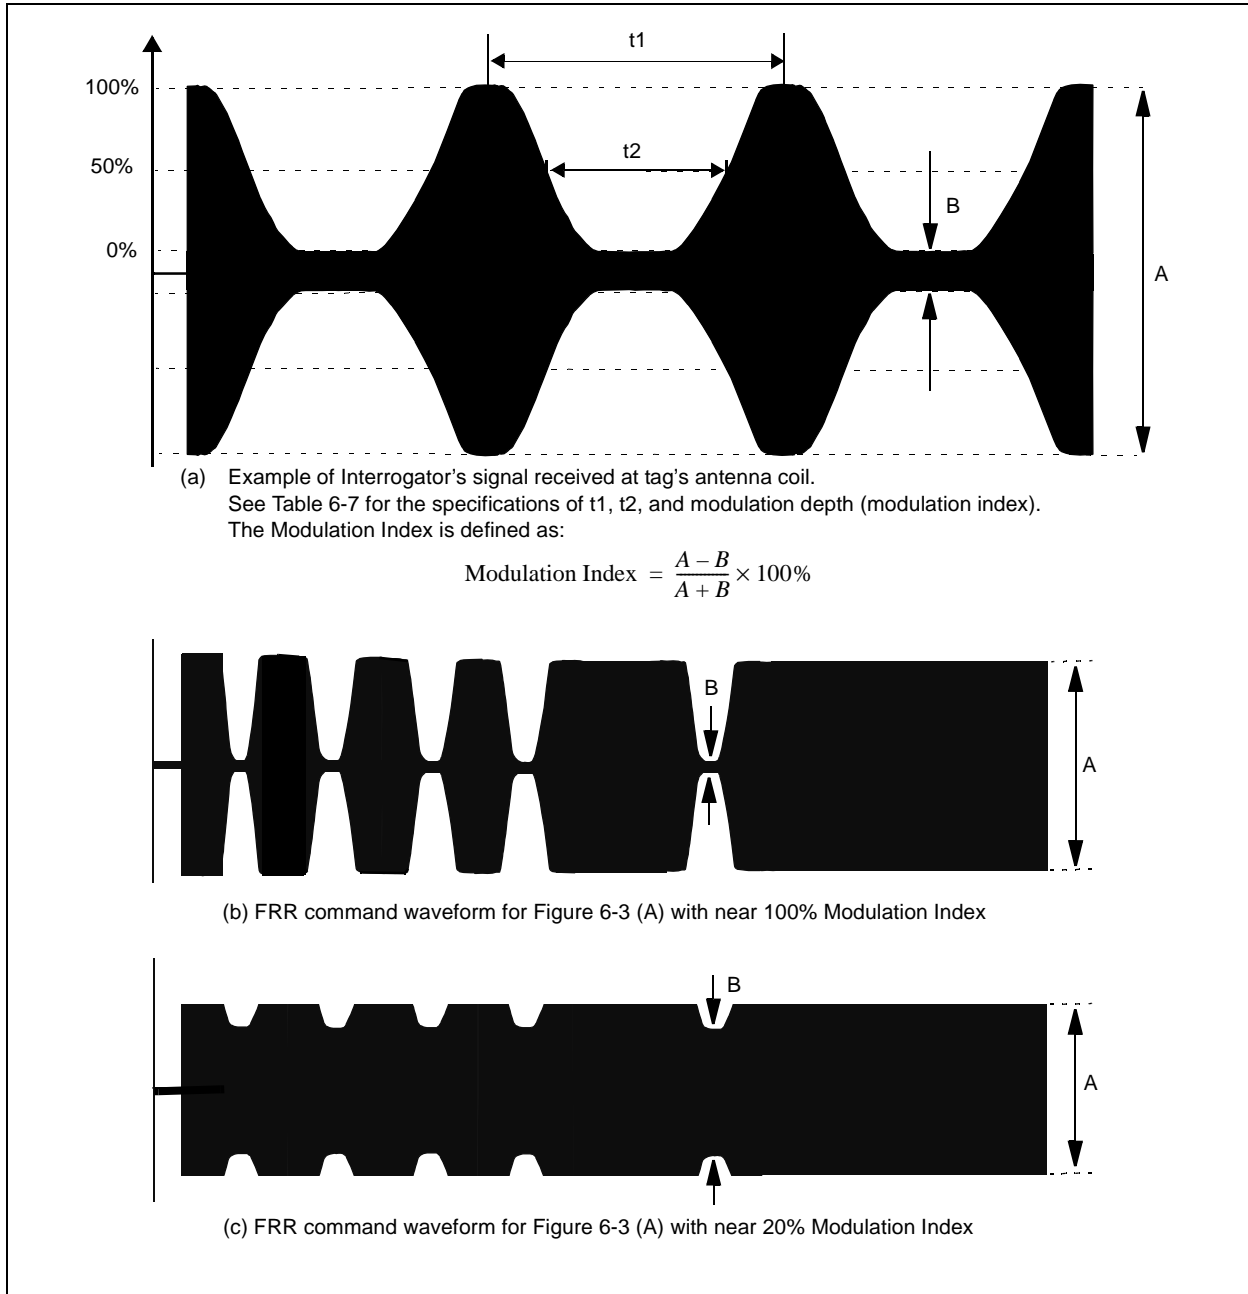 t1
100%
t2
50%
B
0%
A
(a) Example of Interrogator's signal received at tag's antenna coil.
See Table 6-7 for the specifications of t1, t2, and modulation depth (modulation index).
The Modulation Index is defined as:
Modulation Index = \frac{A – B}{A + B} × 100%
B
A
(b) FRR command waveform for Figure 6-3 (A) with near 100% Modulation Index
B
A
(c) FRR command waveform for Figure 6-3 (A) with near 20% Modulation Index